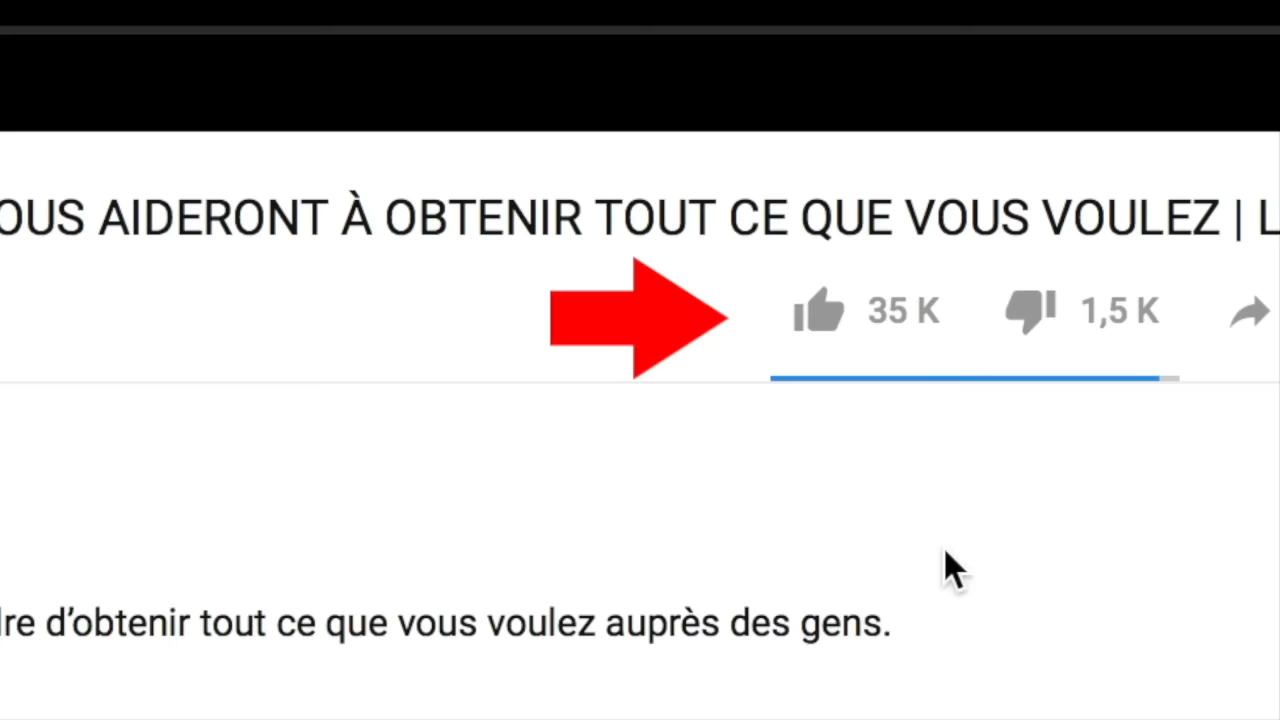 OUS AIDERONT À OBTENIR TOUT CE QUE VOUS VOULEZ | L
35 K 1,5 K
dre d’obtenir tout ce que vous voulez auprès des gens.